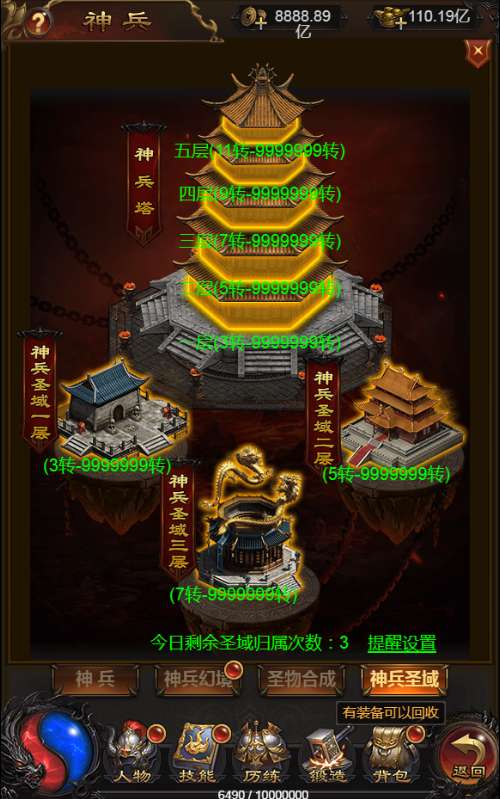 神兵
8888.89
亿
110.19亿
神兵塔
五层(11转-9999999转)
四层(9转-9999999转)
三层(7转-9999999转)
二层(5转-9999999转)
一层(3转-9999999转)
神兵圣域一层
(3转-9999999转)
神兵圣域二层
(5转-9999999转)
神兵圣域三层
(7转-9999999转)
今日剩余圣域归属次数：3 提醒设置
神兵 神兵幻境 圣物合成 神兵圣域
有装备可以回收
人物 技能 历练 锻造 背包 返回
6490 / 10000000